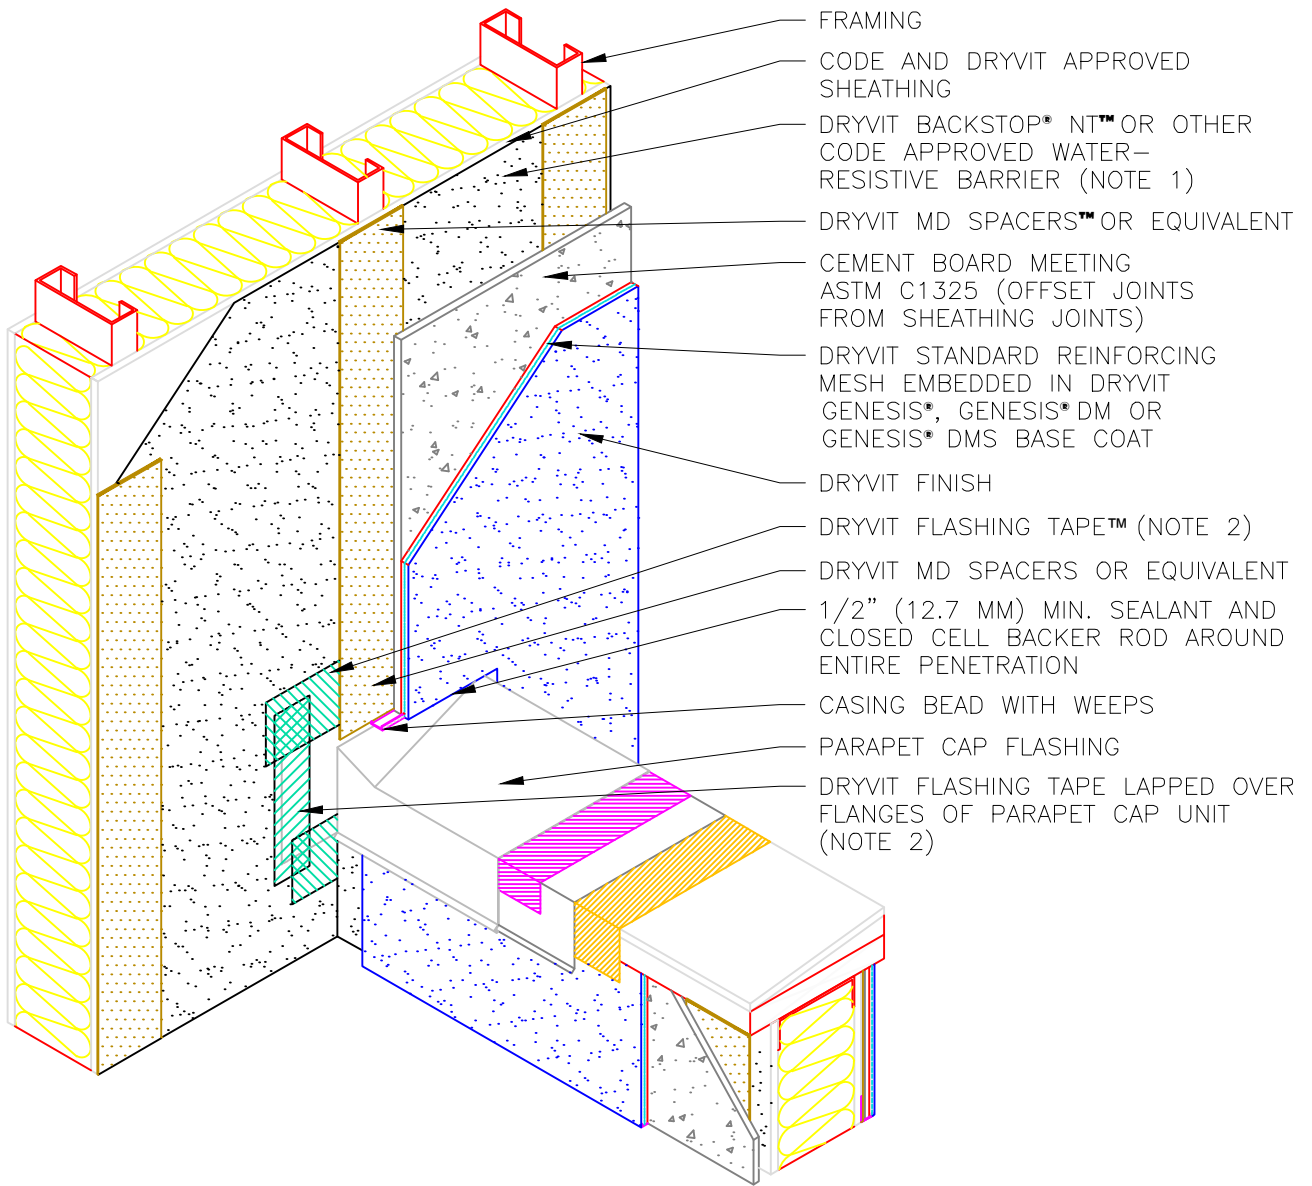 FRAMING
CODE AND DRYVIT APPROVED
SHEATHING
DRYVIT BACKSTOP® NT™ OR OTHER
CODE APPROVED WATER-
RESISTIVE BARRIER (NOTE 1)
DRYVIT MD SPACERS™ OR EQUIVALENT
CEMENT BOARD MEETING
ASTM C1325 (OFFSET JOINTS
FROM SHEATHING JOINTS)
DRYVIT STANDARD REINFORCING
MESH EMBEDDED IN DRYVIT
GENESIS®, GENESIS® DM OR
GENESIS® DMS BASE COAT
DRYVIT FINISH
DRYVIT FLASHING TAPE™ (NOTE 2)
DRYVIT MD SPACERS OR EQUIVALENT
1/2" (12.7 MM) MIN. SEALANT AND
CLOSED CELL BACKER ROD AROUND
ENTIRE PENETRATION
CASING BEAD WITH WEEPS
PARAPET CAP FLASHING
DRYVIT FLASHING TAPE LAPPED OVER
FLANGES OF PARAPET CAP UNIT
(NOTE 2)